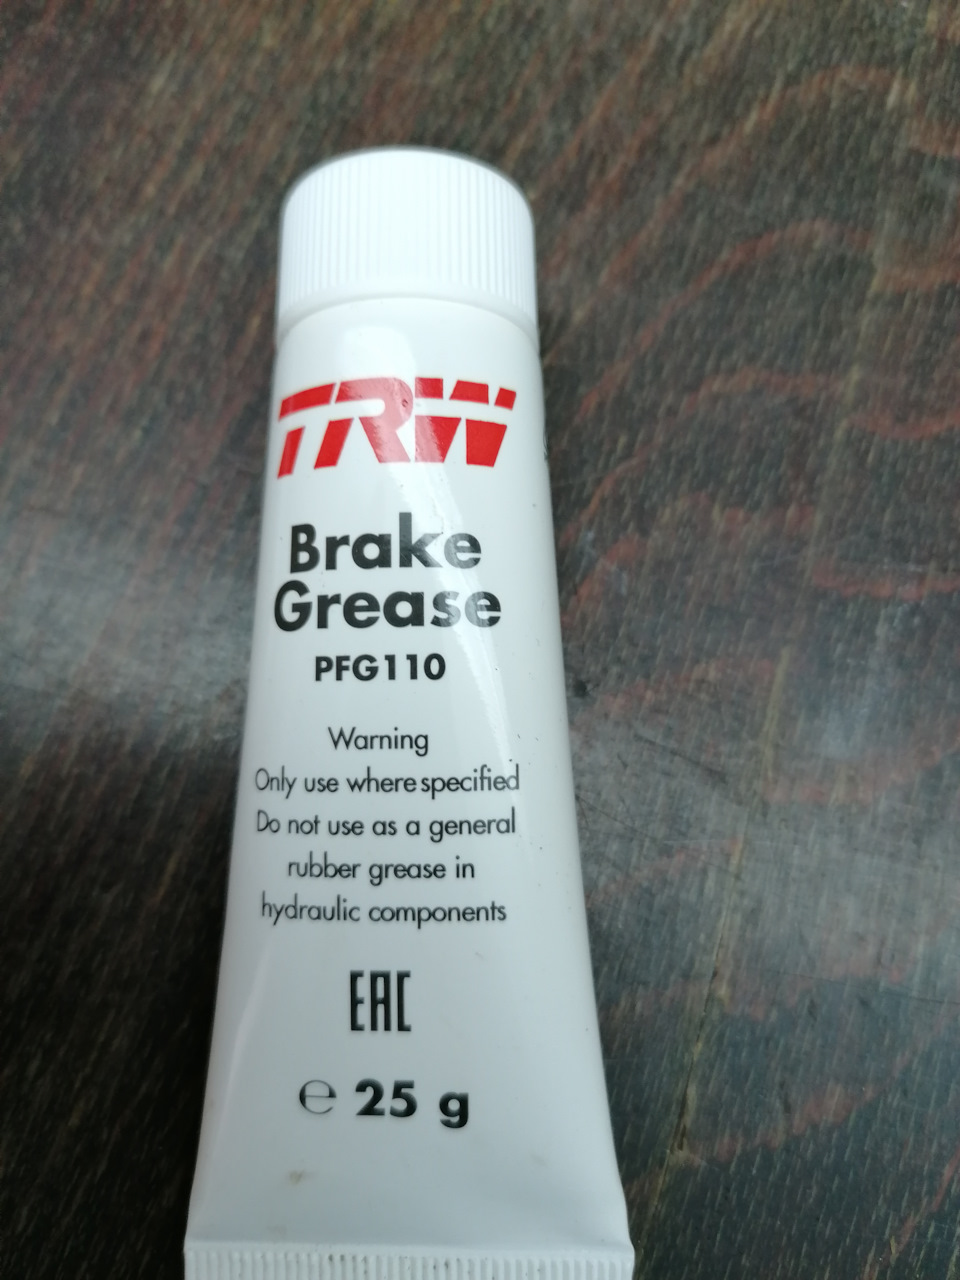 TRW
Brake
Grease
PFG110
Warning
Only use where specified
Do not use as a general
rubber grease in
hydraulic components
EAC
℮ 25 g